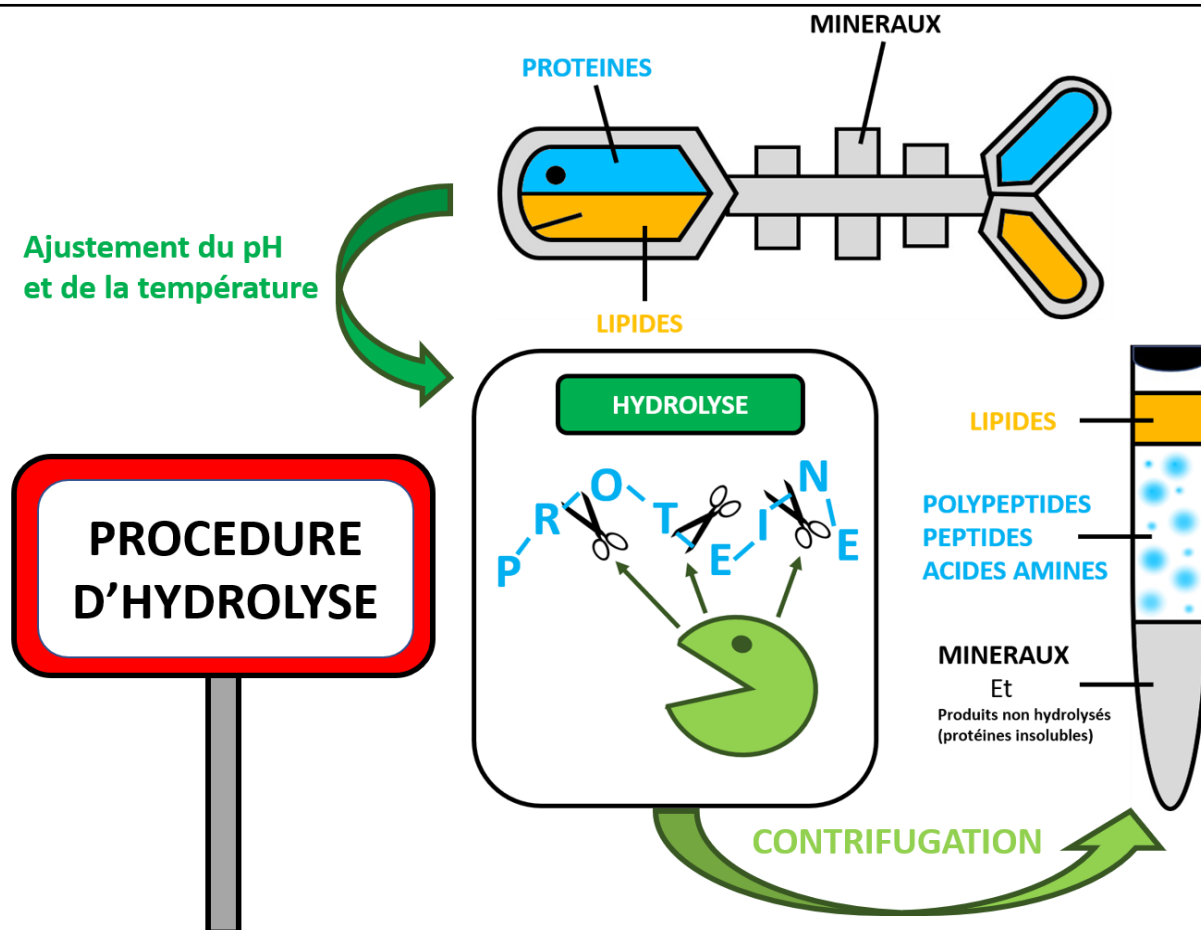 MINERAUX
PROTEINES
Ajustement du pH
et de la température
LIPIDES
HYDROLYSE
PROTEINE
PROCEDURE
D’HYDROLYSE
LIPIDES
POLYPEPTIDES
PEPTIDES
ACIDES AMINES
MINERAUX
Et
Produits non hydrolysés
(protéines insolubles)
CONTRIFUGATION